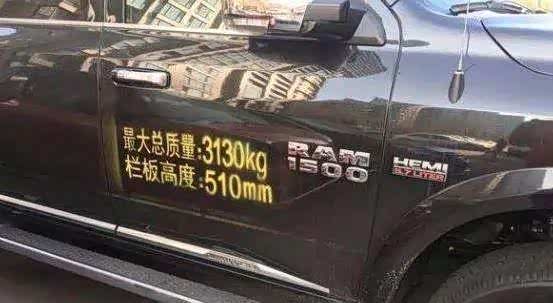 最大总质量:3130kg
栏板高度:510mm
RAM
1500
HEMI
5.7 LITER